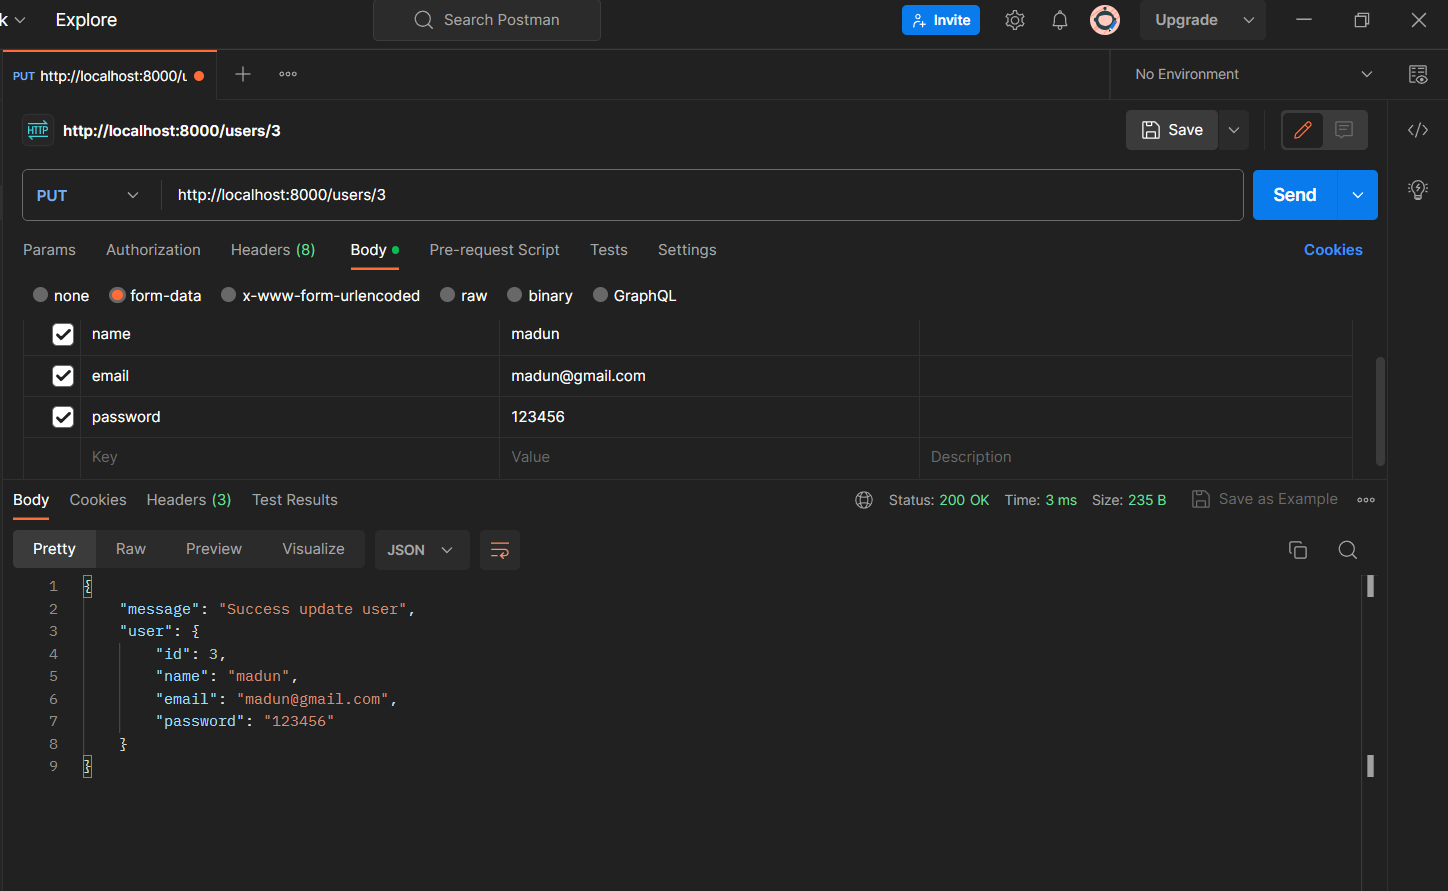 k Explore Search Postman Invite Upgrade
PUT http://localhost:8000/u No Environment
HTTP http://localhost:8000/users/3 Save
PUT http://localhost:8000/users/3 Send
Params Authorization Headers (8) Body Pre-request Script Tests Settings Cookies
none form-data x-www-form-urlencoded raw binary GraphQL
name madun
email madun@gmail.com
password 123456
Key Value Description
Body Cookies Headers (3) Test Results Status: 200 OK Time: 3 ms Size: 235 B Save as Example
Pretty Raw Preview Visualize JSON
1 {
2 "message": "Success update user",
3 "user": {
4 "id": 3,
5 "name": "madun",
6 "email": "madun@gmail.com",
7 "password": "123456"
8 }
9 }